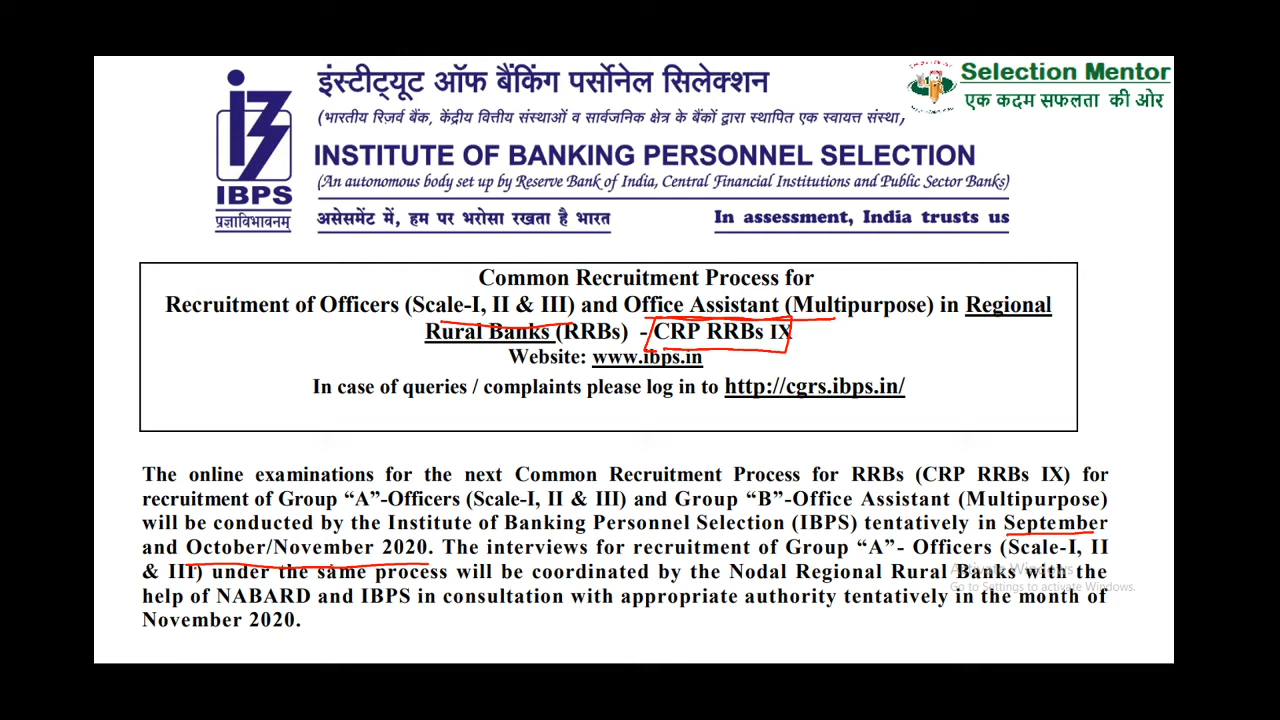 इंस्टीट्यूट ऑफ बैंकिंग पर्सोनेल सिलेक्शन
Selection Mentor
एक कदम सफलता की ओर
(भारतीय रिज़र्व बैंक, केंद्रीय वित्तीय संस्थाओं व सार्वजनिक क्षेत्र के बैंकों द्वारा स्थापित एक स्वायत्त संस्था,
INSTITUTE OF BANKING PERSONNEL SELECTION
(An autonomous body set up by Reserve Bank of India, Central Financial Institutions and Public Sector Banks)
IBPS
प्रज्ञाविभावनम्
असेसमेंट में, हम पर भरोसा रखता है भारत
In assessment, India trusts us
Common Recruitment Process for
Recruitment of Officers (Scale-I, II & III) and Office Assistant (Multipurpose) in Regional
Rural Banks (RRBs) - CRP RRBs IX
Website: www.ibps.in
In case of queries / complaints please log in to http://cgrs.ibps.in/
The online examinations for the next Common Recruitment Process for RRBs (CRP RRBs IX) for
recruitment of Group “A”-Officers (Scale-I, II & III) and Group “B”-Office Assistant (Multipurpose)
will be conducted by the Institute of Banking Personnel Selection (IBPS) tentatively in September
and October/November 2020. The interviews for recruitment of Group “A”- Officers (Scale-I, II
& III) under the same process will be coordinated by the Nodal Regional Rural Banks with the
help of NABARD and IBPS in consultation with appropriate authority tentatively in the month of
November 2020.
Activate Windows
Go to Settings to activate Windows.